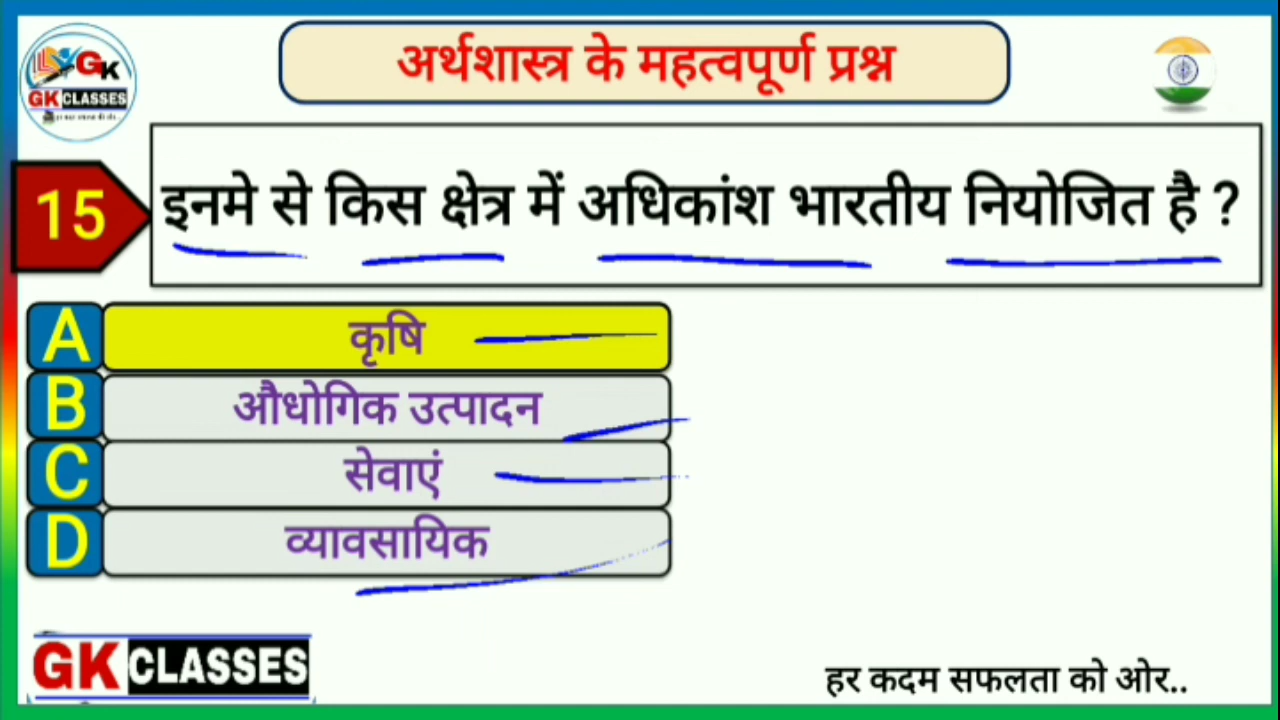 GK
GK CLASSES
अर्थशास्त्र के महत्वपूर्ण प्रश्न
15
इनमे से किस क्षेत्र में अधिकांश भारतीय नियोजित है ?
A कृषि
B औधोगिक उत्पादन
C सेवाएं
D व्यावसायिक
GK CLASSES
हर कदम सफलता को ओर..